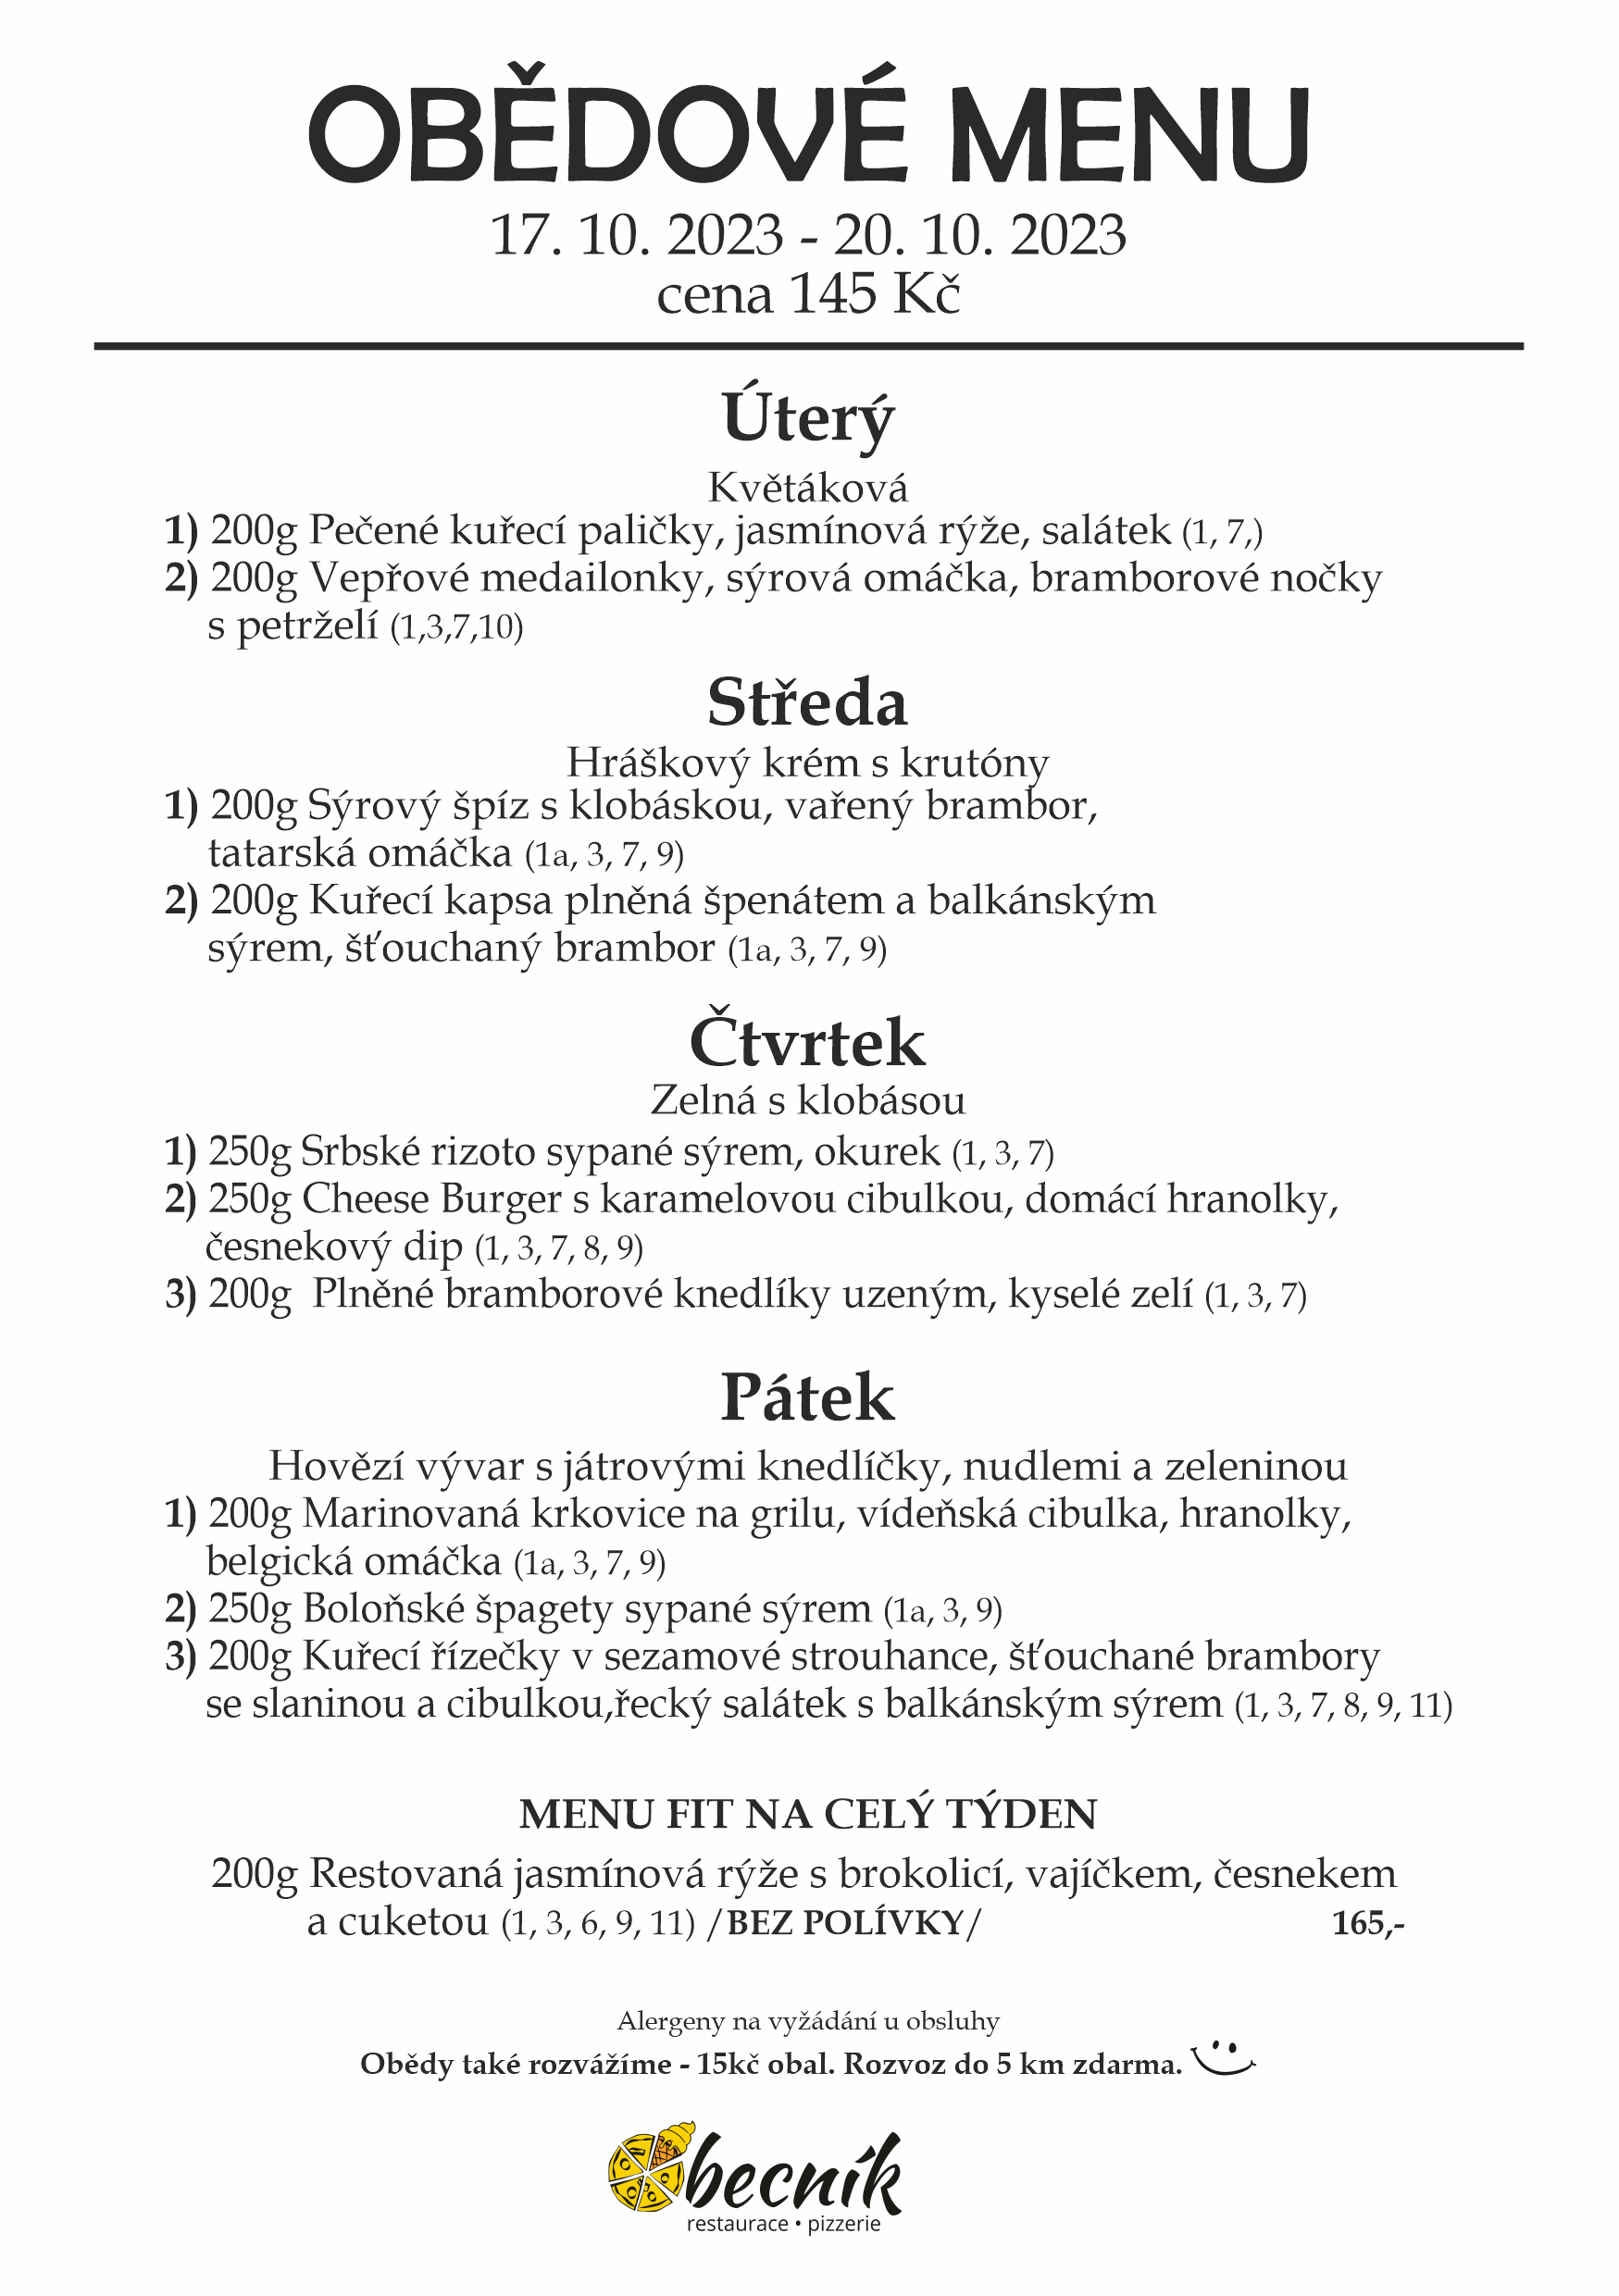 OBĚDOVÉ MENU
17. 10. 2023 - 20. 10. 2023
cena 145 Kč
Úterý
Květáková
1) 200g Pečené kuřecí paličky, jasmínová rýže, salátek (1, 7,)
2) 200g Vepřové medailonky, sýrová omáčka, bramborové nočky
s petrželí (1,3,7,10)
Středa
Hráškový krém s krutóny
1) 200g Sýrový špíz s klobáskou, vařený brambor,
tatarská omáčka (1a, 3, 7, 9)
2) 200g Kuřecí kapsa plněná špenátem a balkánským
sýrem, šťouchaný brambor (1a, 3, 7, 9)
Čtvrtek
Zelná s klobásou
1) 250g Srbské rizoto sypané sýrem, okurek (1, 3, 7)
2) 250g Cheese Burger s karamelovou cibulkou, domácí hranolky,
česnekový dip (1, 3, 7, 8, 9)
3) 200g Plněné bramborové knedlíky uzeným, kyselé zelí (1, 3, 7)
Pátek
Hovězí vývar s játrovými knedlíčky, nudlemi a zeleninou
1) 200g Marinovaná krkovice na grilu, vídeňská cibulka, hranolky,
belgická omáčka (1a, 3, 7, 9)
2) 250g Boloňské špagety sypané sýrem (1a, 3, 9)
3) 200g Kuřecí řízečky v sezamové strouhance, šťouchané brambory
se slaninou a cibulkou,řecký salátek s balkánským sýrem (1, 3, 7, 8, 9, 11)
MENU FIT NA CELÝ TÝDEN
200g Restovaná jasmínová rýže s brokolicí, vajíčkem, česnekem
a cuketou (1, 3, 6, 9, 11) /BEZ POLÍVKY/ 165,-
Alergeny na vyžádání u obsluhy
Obědy také rozvážíme - 15kč obal. Rozvoz do 5 km zdarma.
becník
restaurace • pizzerie